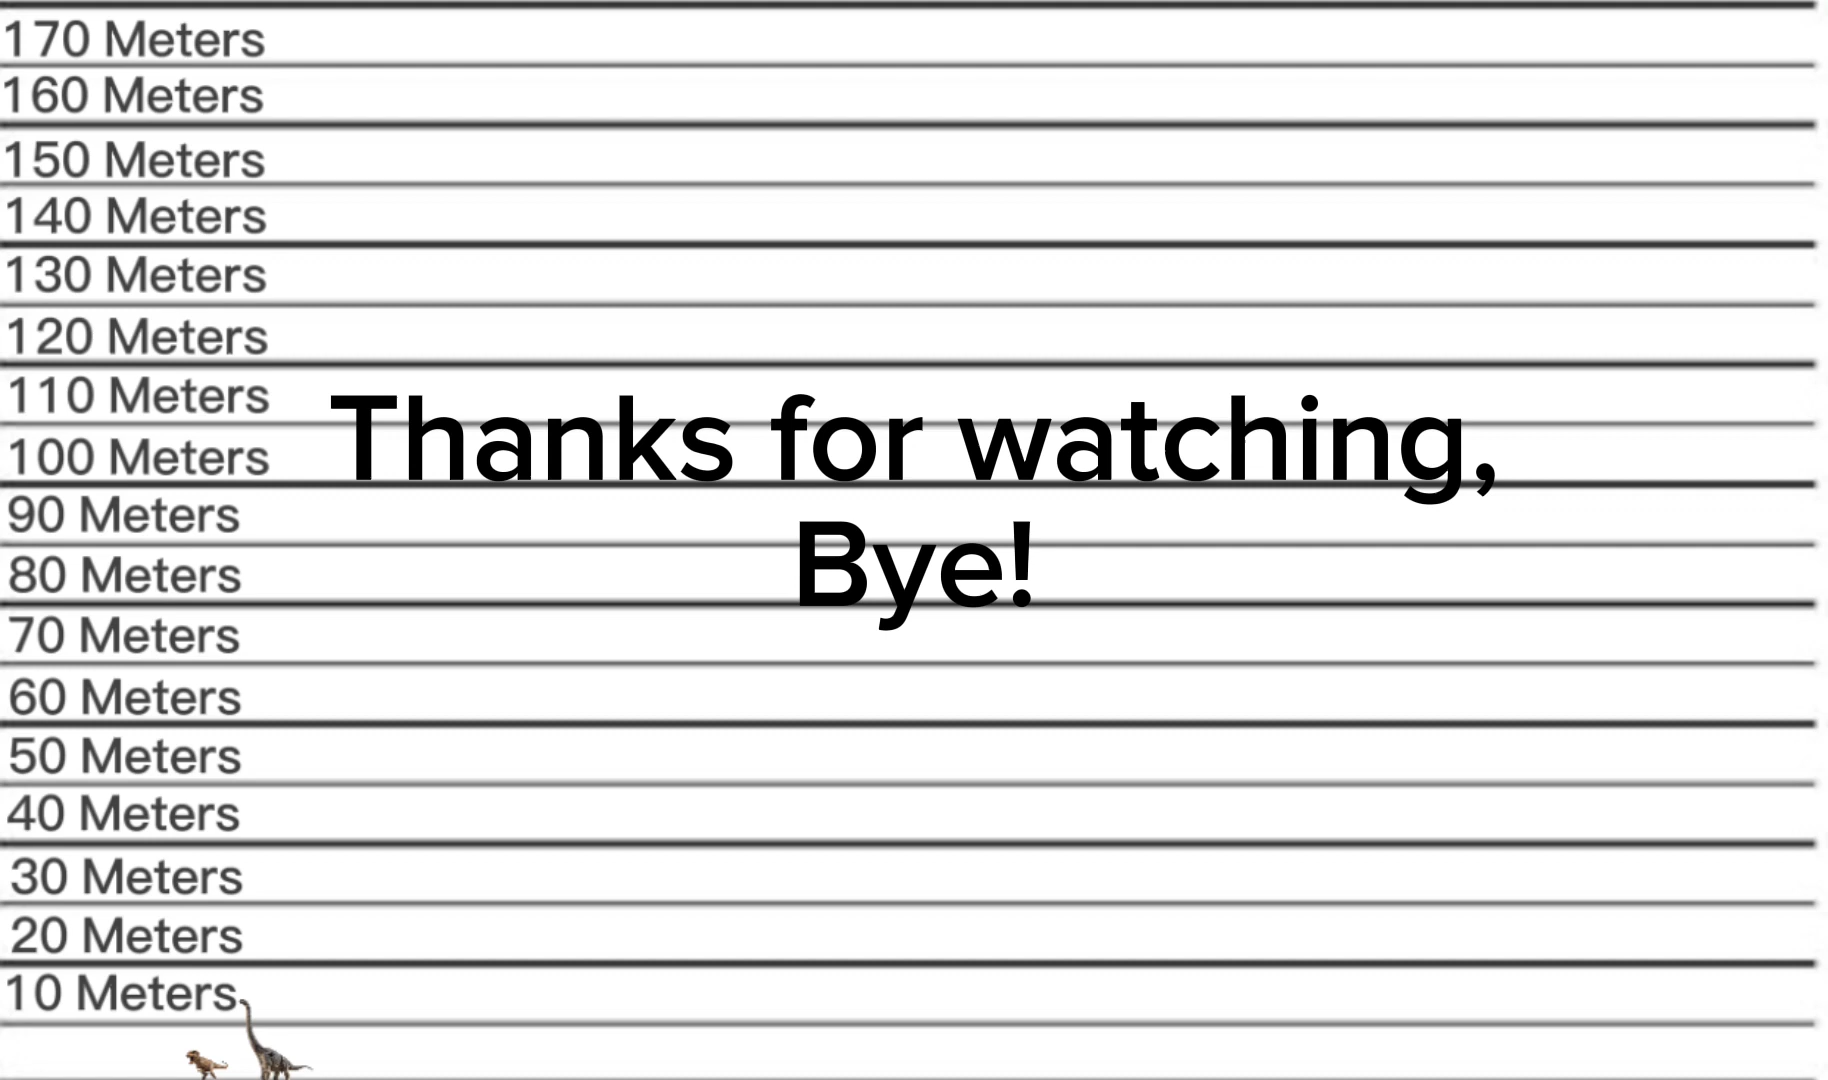 170 Meters
160 Meters
150 Meters
140 Meters
130 Meters
120 Meters
110 Meters
100 Meters
Thanks for watching,
90 Meters
Bye!
80 Meters
70 Meters
60 Meters
50 Meters
40 Meters
30 Meters
20 Meters
10 Meters